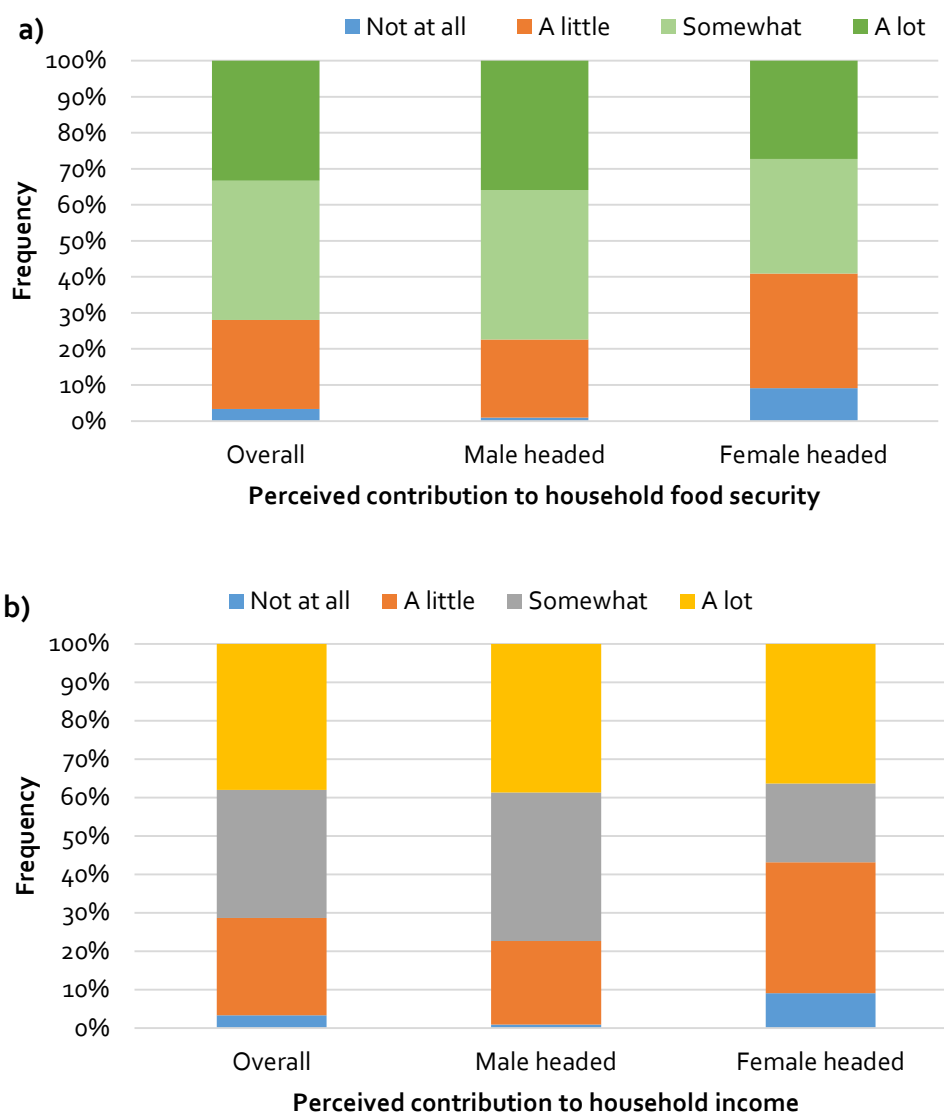 a)
Not at all A little Somewhat A lot
100%
90%
80%
70%
60%
50%
40%
30%
20%
10%
0%
Frequency
Overall Male headed Female headed
Perceived contribution to household food security
b)
Not at all A little Somewhat A lot
100%
90%
80%
70%
60%
50%
40%
30%
20%
10%
0%
Frequency
Overall Male headed Female headed
Perceived contribution to household income